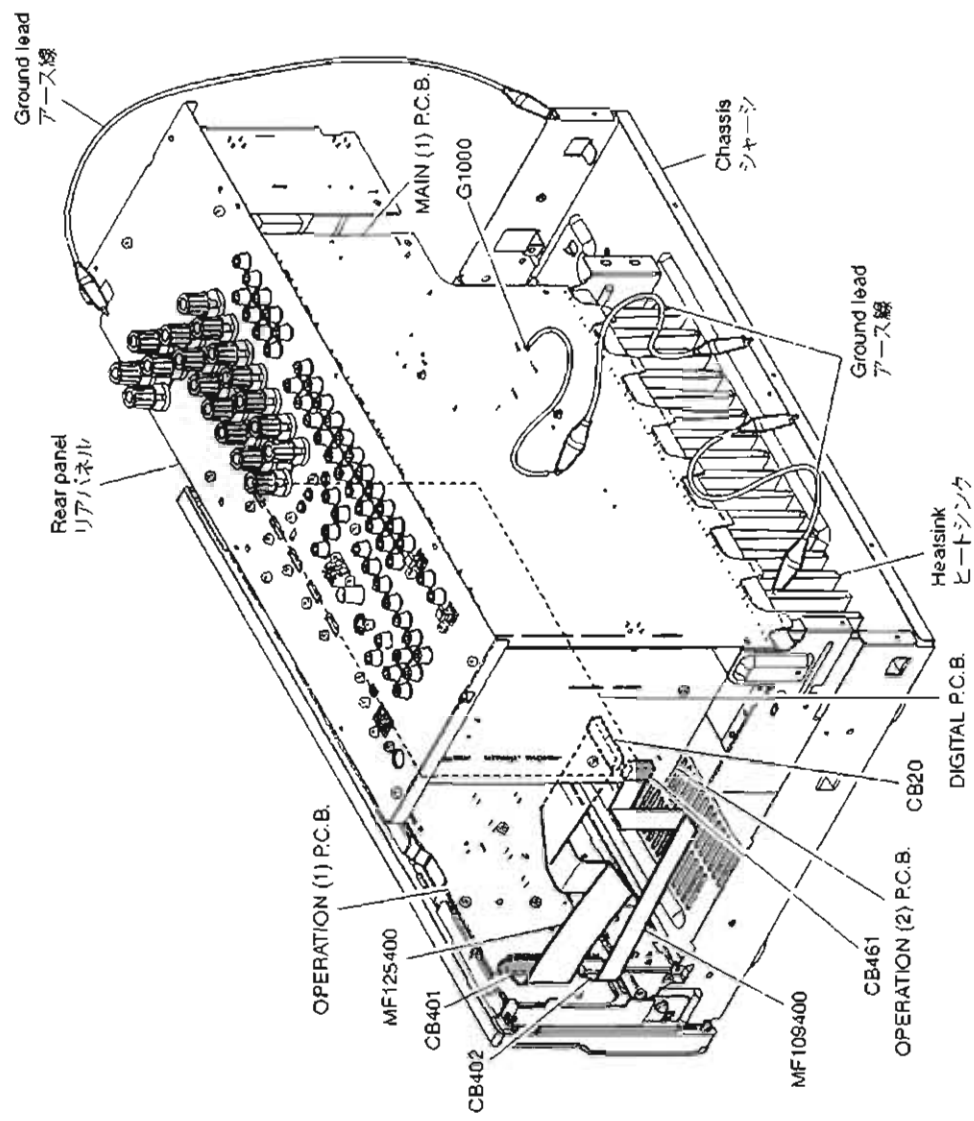 Ground lead
アース線
Rear panel
リアパネル
MAIN (1) P.C.B.
G1000
Chassis
シャーシ
Ground lead
アース線
Heatsink
ヒートシンク
OPERATION (1) P.C.B.
MF125400
CB401
CB402
DIGITAL P.C.B.
CB20
OPERATION (2) P.C.B.
CB461
MF109400